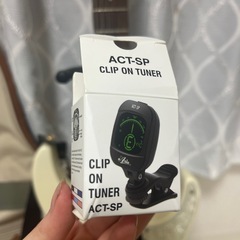 ACT-SP
CLIP ON TUNER
E
CLIP
ON
TUNER
ACT-SP